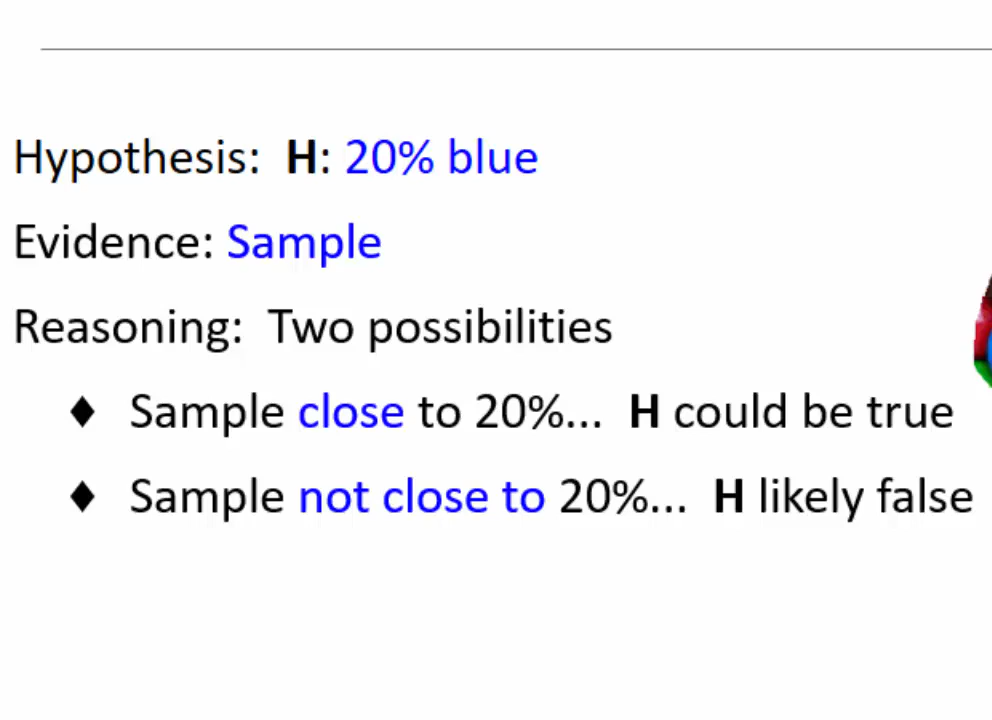 Hypothesis: H: 20% blue
Evidence: Sample
Reasoning: Two possibilities
♦ Sample close to 20%... H could be true
♦ Sample not close to 20%... H likely false